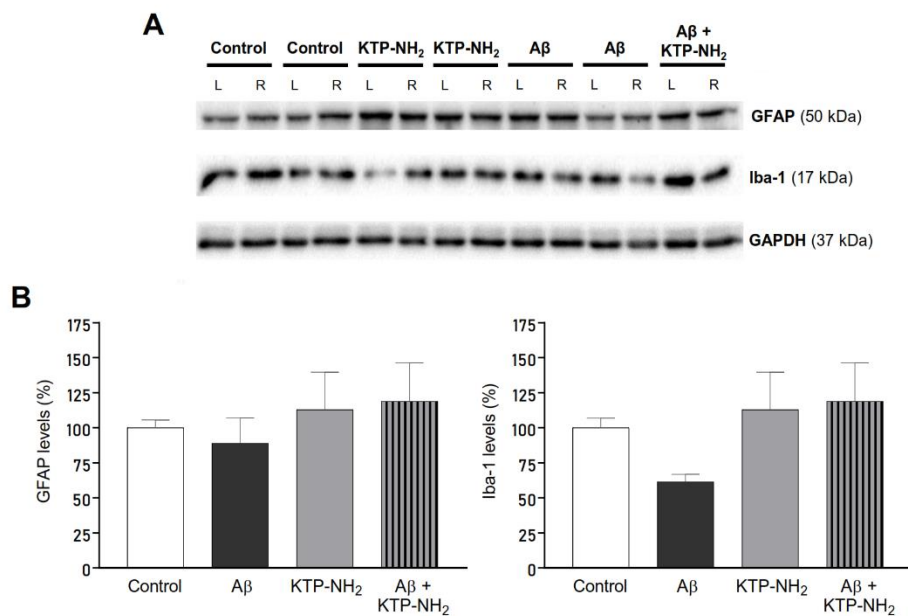 A
Control Control KTP-NH₂ KTP-NH₂ Aβ Aβ Aβ + KTP-NH₂
L R L R L R L R L R L R L R
GFAP (50 kDa)
Iba-1 (17 kDa)
GAPDH (37 kDa)
B
GFAP levels (%)
175
150
125
100
75
50
25
0
Control Aβ KTP-NH₂ Aβ + KTP-NH₂
Iba-1 levels (%)
175
150
125
100
75
50
25
0
Control Aβ KTP-NH₂ Aβ + KTP-NH₂